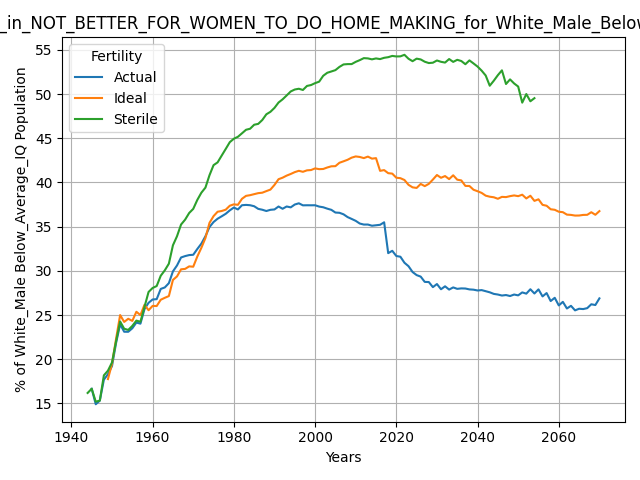 _in_NOT_BETTER_FOR_WOMEN_TO_DO_HOME_MAKING_for_White_Male_Below
Fertility
Actual
Ideal
Sterile
% of White_Male Below_Average_IQ Population
55
50
45
40
35
30
25
20
15
1940
1960
1980
2000
2020
2040
2060
Years